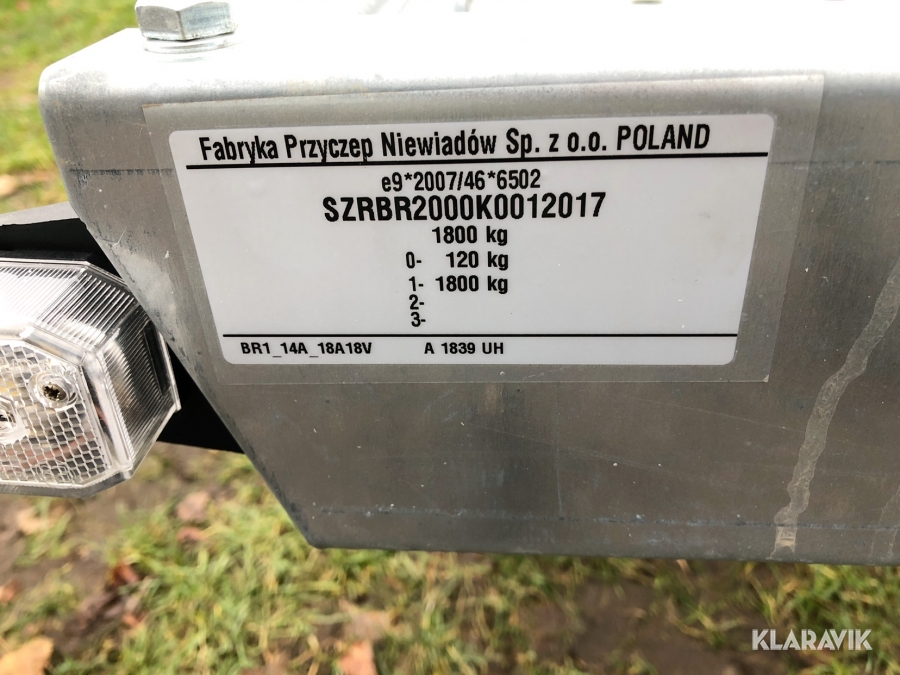 Fabryka Przyczep Niewiadów Sp. z o.o. POLAND
e9*2007/46*6502
SZRBR2000K0012017
1800 kg
0- 120 kg
1- 1800 kg
2-
3-
BR1_14A_18A18V A 1839 UH
KLARAVIK